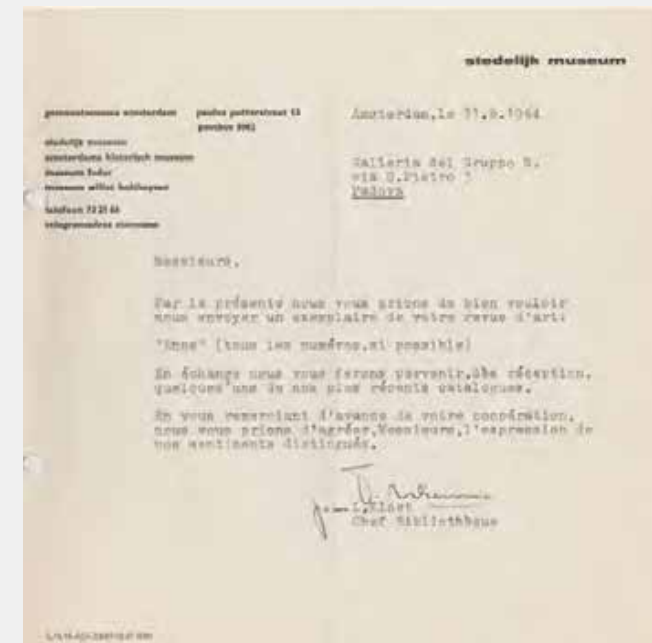 stedelijk museum
gemeentemusea amsterdam paulus potterstraat 13
postbus 5082
Amsterdam, le 31.8.1964
stedelijk museum
amsterdams historisch museum
museum fodor
museum willet holthuysen
telefoon 72 21 66
telegramadres
Galleria del Gruppo N.
via S.Pietro 3
Padova
Messieurs,
Par la présente nous vous prions de bien vouloir
nous envoyer un exemplaire de votre revue d'art:
"Enne" (tous les numéros,si possible)
En échange nous vous ferons parvenir,dès réception,
quelques'uns de nos plus récents catalogues.
En vous remerciant d'avance de votre coopération,
nous vous prions d'agréer,Messieurs,l'expression de
nos sentiments distingués.
Chef Bibliothèque